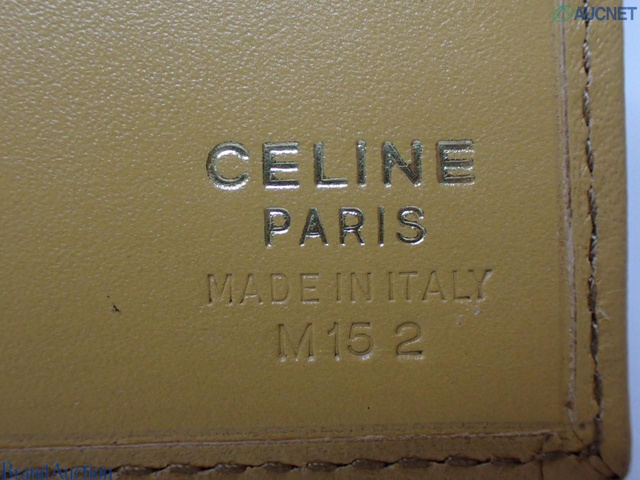 AUCNET
CELINE
PARIS
MADE IN ITALY
M15 2
Brand Auction